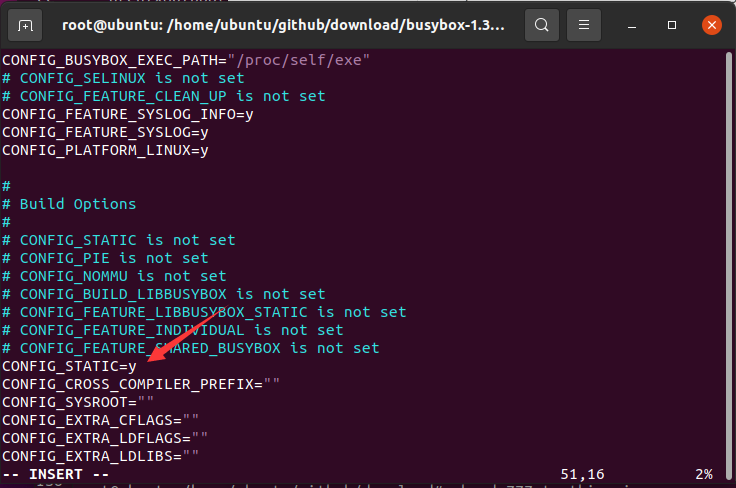 root@ubuntu: /home/ubuntu/github/download/busybox-1.3...
CONFIG_BUSYBOX_EXEC_PATH="/proc/self/exe"
# CONFIG_SELINUX is not set
# CONFIG_FEATURE_CLEAN_UP is not set
CONFIG_FEATURE_SYSLOG_INFO=y
CONFIG_FEATURE_SYSLOG=y
CONFIG_PLATFORM_LINUX=y
#
# Build Options
#
# CONFIG_STATIC is not set
# CONFIG_PIE is not set
# CONFIG_NOMMU is not set
# CONFIG_BUILD_LIBBUSYBOX is not set
# CONFIG_FEATURE_LIBBUSYBOX_STATIC is not set
# CONFIG_FEATURE_INDIVIDUAL is not set
# CONFIG_FEATURE_SHARED_BUSYBOX is not set
CONFIG_STATIC=y
CONFIG_CROSS_COMPILER_PREFIX=""
CONFIG_SYSROOT=""
CONFIG_EXTRA_CFLAGS=""
CONFIG_EXTRA_LDFLAGS=""
CONFIG_EXTRA_LDLIBS=""
-- INSERT -- 51,16 2%